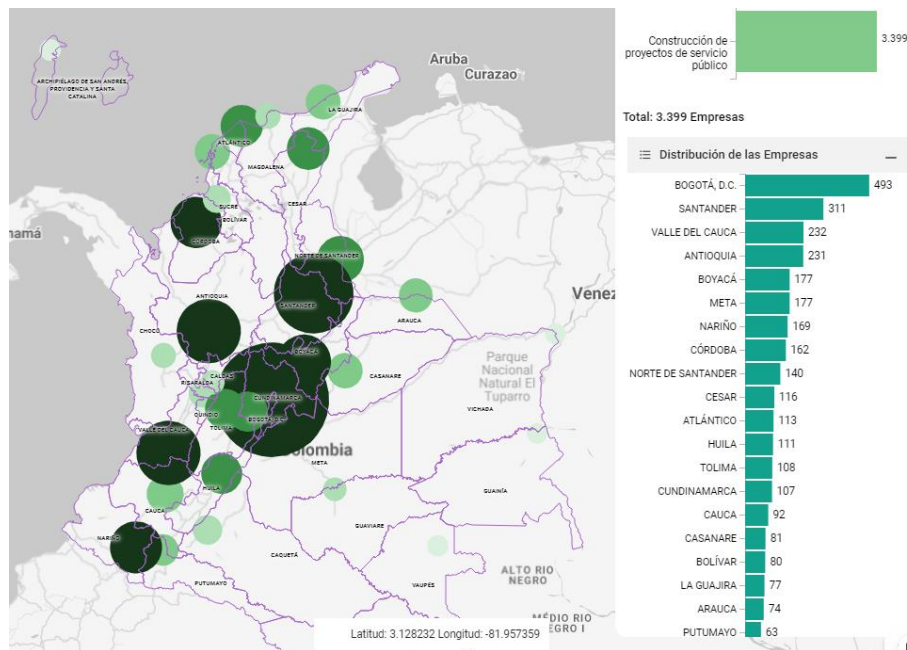 Aruba
Curazao
ARCHIPIÉLAGO DE SAN ANDRÉS,
PROVIDENCIA Y SANTA
CATALINA
LA GUAJIRA
ATLÁNTICO
MAGDALENA
CESAR
SUCRE
BOLÍVAR
CÓRDOBA
namá
NORTE DE SANTANDER
ANTIOQUIA
SANTANDER
ARAUCA
Venez
CHOCÓ
BOYACÁ
Parque
Nacional
Natural El
Tuparro
RISARALDA
CALDAS
CASANARE
CUNDINAMARCA
VICHADA
QUINDÍO
BOGOTÁ, D.C.
TOLIMA
VALLE DEL CAUCA
olombia
META
HUILA
GUAINÍA
CAUCA
GUAVIARE
NARIÑO
CAQUETÁ
PUTUMAYO
VAUPÉS
ALTO RIO
NEGRO
MÉDIO RIO
EGRO I
Latitud: 3.128232 Longitud: -81.957359
Construcción de
proyectos de servicio
público
3.399
Total: 3.399 Empresas
Distribución de las Empresas
BOGOTÁ, D.C. 493
SANTANDER 311
VALLE DEL CAUCA 232
ANTIOQUIA 231
BOYACÁ 177
META 177
NARIÑO 169
CÓRDOBA 162
NORTE DE SANTANDER 140
CESAR 116
ATLÁNTICO 113
HUILA 111
TOLIMA 108
CUNDINAMARCA 107
CAUCA 92
CASANARE 81
BOLÍVAR 80
LA GUAJIRA 77
ARAUCA 74
PUTUMAYO 63